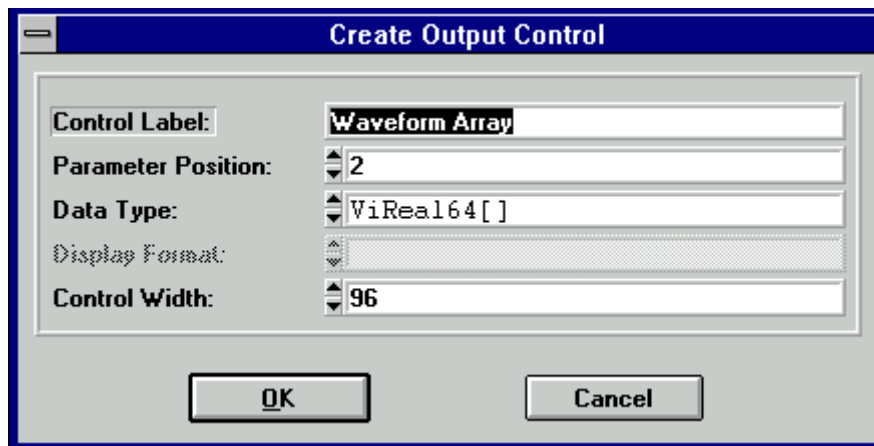 Create Output Control
Control Label: Waveform Array
Parameter Position: 2
Data Type: ViReal64[]
Display Format:
Control Width: 96
OK Cancel